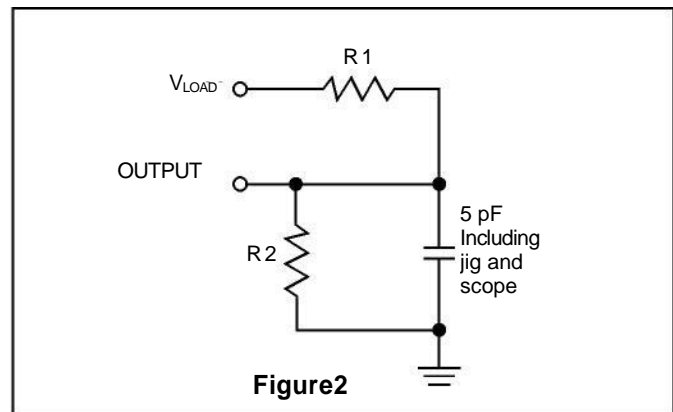 R1
VLOAD
OUTPUT
5 pF
Including
jig and
scope
R2
Figure2